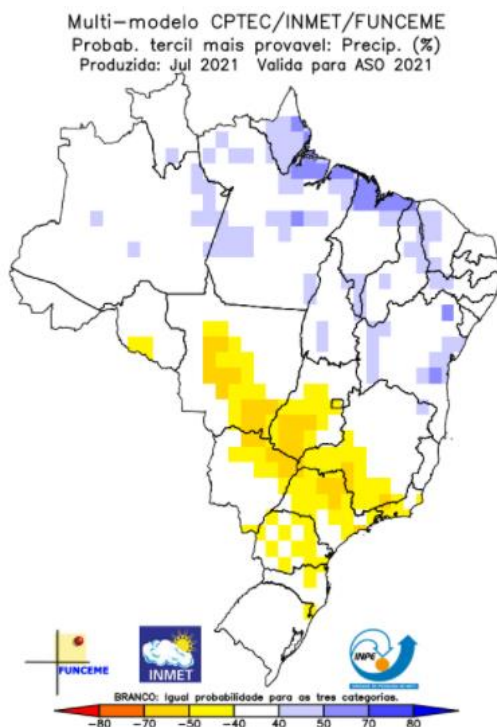 Multi-modelo CPTEC/INMET/FUNCEME
Probab. tercil mais provavel: Precip. (%)
Produzida: Jul 2021 Valida para ASO 2021
FUNCEME
INMET
INPE
BRANCO: Igual probabilidade para as tres categorias.
-80 -70 -50 -40 40 50 70 80